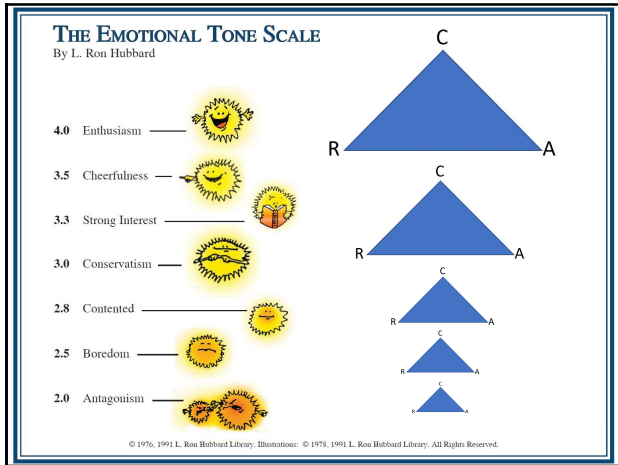 THE EMOTIONAL TONE SCALE
By L. Ron Hubbard
4.0 Enthusiasm
3.5 Cheerfulness
3.3 Strong Interest
3.0 Conservatism
2.8 Contented
2.5 Boredom
2.0 Antagonism
C
R A
C
R A
C
R A
C
R A
C
R A
© 1976, 1991 L. Ron Hubbard Library. Illustrations: © 1978, 1991 L. Ron Hubbard Library. All Rights Reserved.